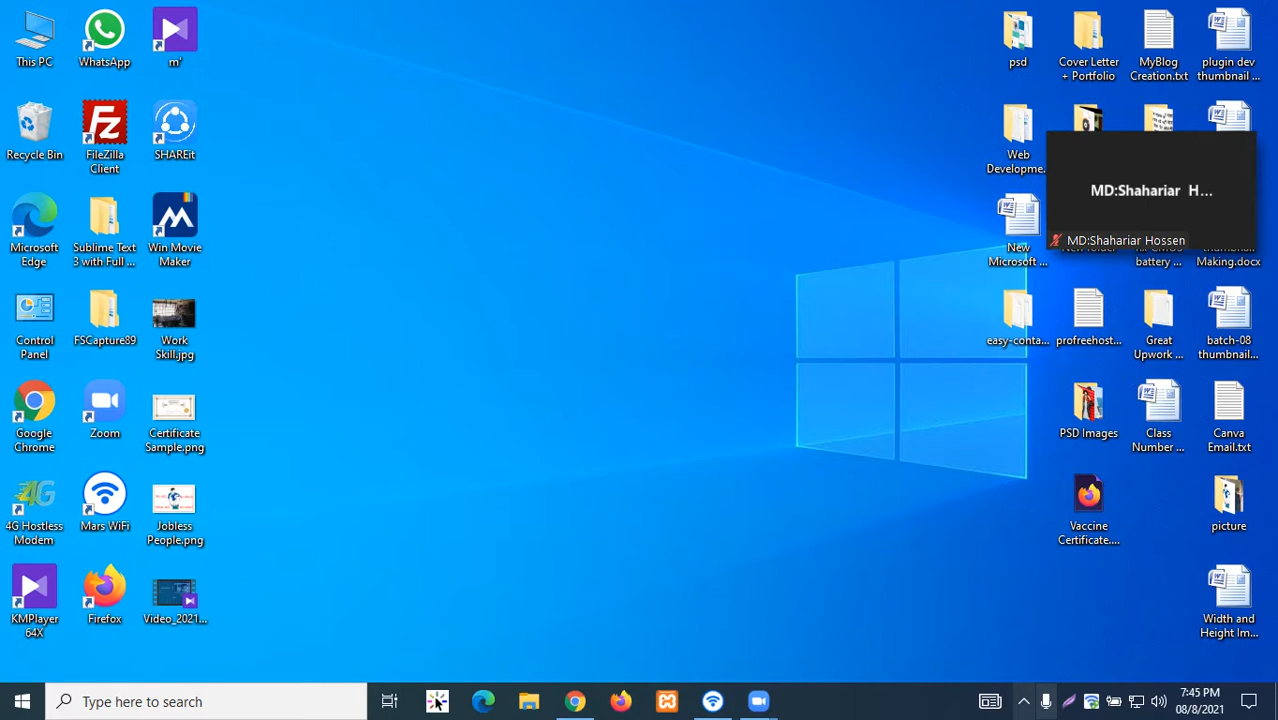 This PC
WhatsApp
m'
Recycle Bin
FileZilla
Client
SHAREit
Microsoft
Edge
Sublime Text
3 with Full ...
Win Movie
Maker
Control
Panel
FSCapture89
Work
Skill.jpg
Google
Chrome
Zoom
Certificate
Sample.png
4G Hostless
Modem
Mars WiFi
Jobless
People.png
KMPlayer
64X
Firefox
Video_2021...
psd
Cover Letter
+ Portfolio
MyBlog
Creation.txt
plugin dev
thumbnail ...
Web
Developme...
MD:Shahariar H...
MD:Shahariar Hossen
New
Microsoft ...
New folder
battery ...
thumbnail
Making.docx
easy-conta...
profreehost...
Great
Upwork ...
batch-08
thumbnail...
PSD Images
Class
Number ...
Canva
Email.txt
Vaccine
Certificate....
picture
Width and
Height Im...
Type here to search
7:45 PM
08/8/2021